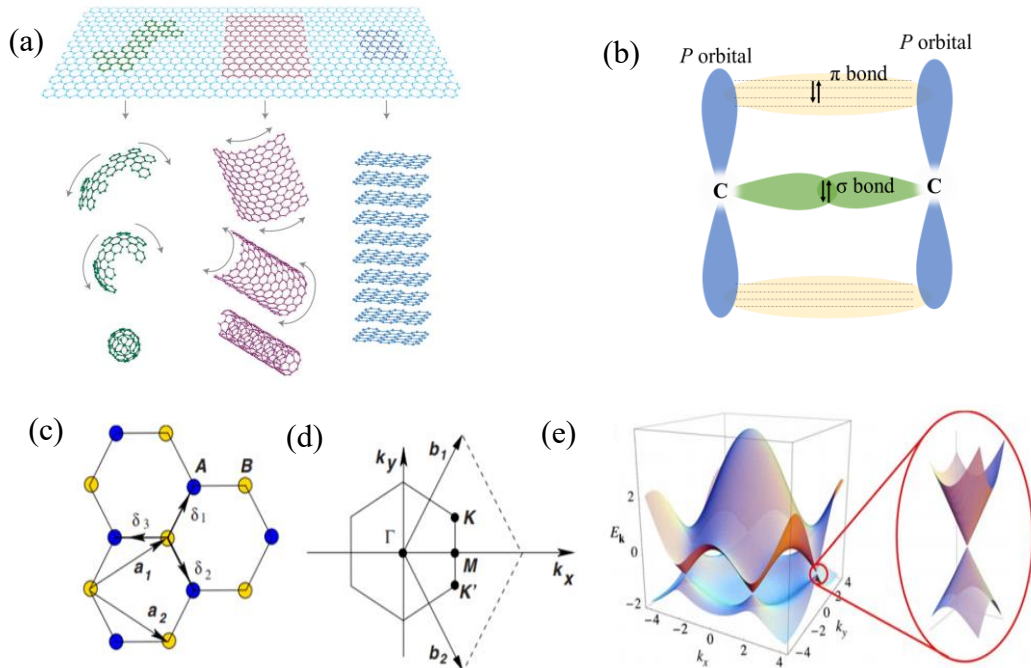 (a)
(b)
P orbital
P orbital
π bond
C
σ bond
C
(c)
A
B
δ1
δ3
δ2
a1
a2
(d)
ky
b1
K
Γ
M
kx
K'
b2
(e)
2
Ek
0
-2
-4
-2
0
kx
2
4
-4
-2
0
ky
2
4